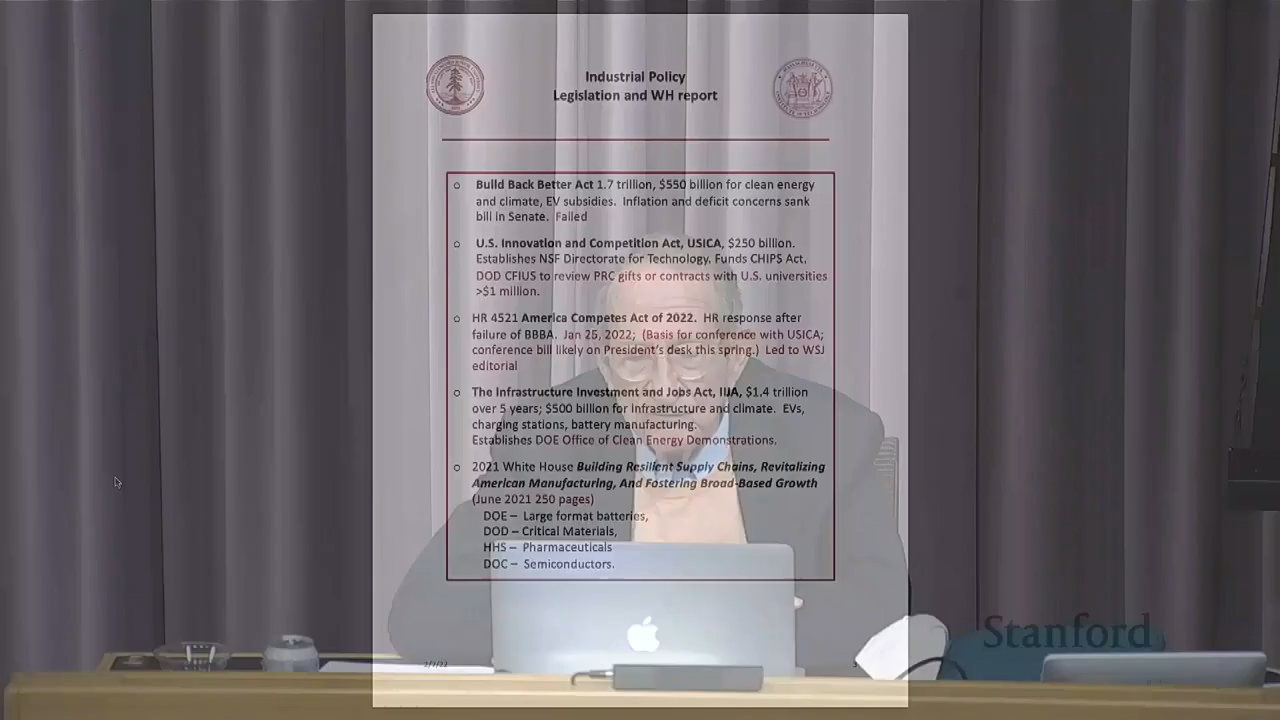 Industrial Policy
Legislation and WH report
o Build Back Better Act 1.7 trillion, $550 billion for clean energy
and climate, EV subsidies. Inflation and deficit concerns sank
bill in Senate. Failed
o U.S. Innovation and Competition Act, USICA, $250 billion.
Establishes NSF Directorate for Technology. Funds CHIPS Act.
DOD CFIUS to review PRC gifts or contracts with U.S. universities
>$1 million.
o HR 4521 America Competes Act of 2022. HR response after
failure of BBBA. Jan 25, 2022; (Basis for conference with USICA;
conference bill likely on President's desk this spring.) Led to WSJ
editorial
o The Infrastructure Investment and Jobs Act, IIJA, $1.4 trillion
over 5 years; $500 billion for infrastructure and climate. EVs,
charging stations, battery manufacturing.
Establishes DOE Office of Clean Energy Demonstrations.
o 2021 White House Building Resilient Supply Chains, Revitalizing
American Manufacturing, And Fostering Broad-Based Growth
(June 2021 250 pages)
DOE – Large format batteries,
DOD – Critical Materials,
HHS – Pharmaceuticals
DOC – Semiconductors.
Stanford
2/7/22